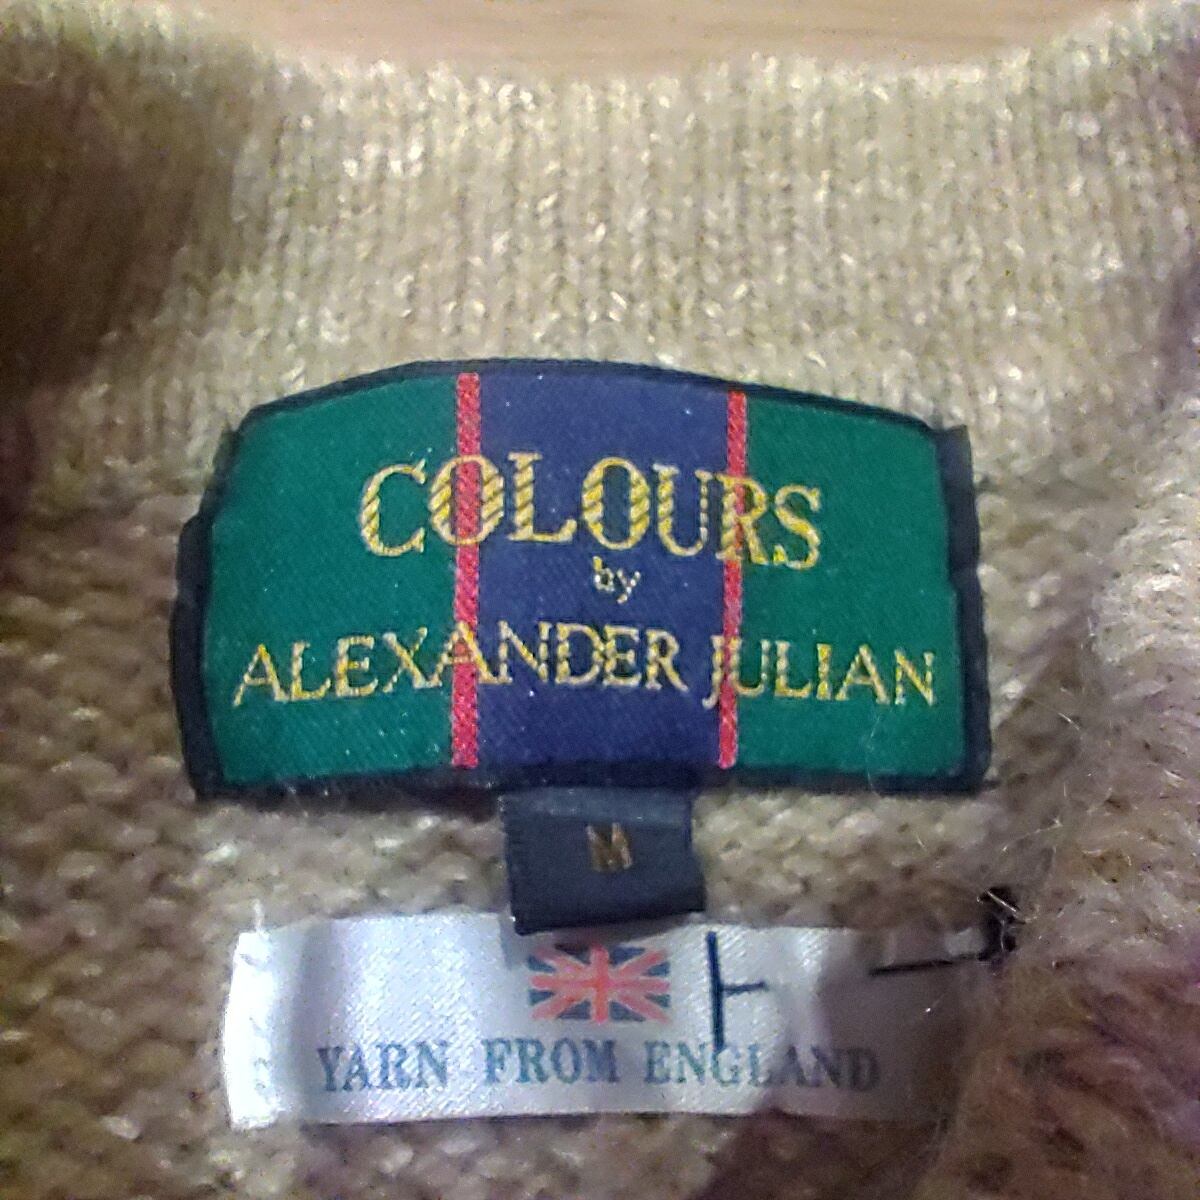 COLOURS
by
ALEXANDER JULIAN
M
YARN FROM ENGLAND